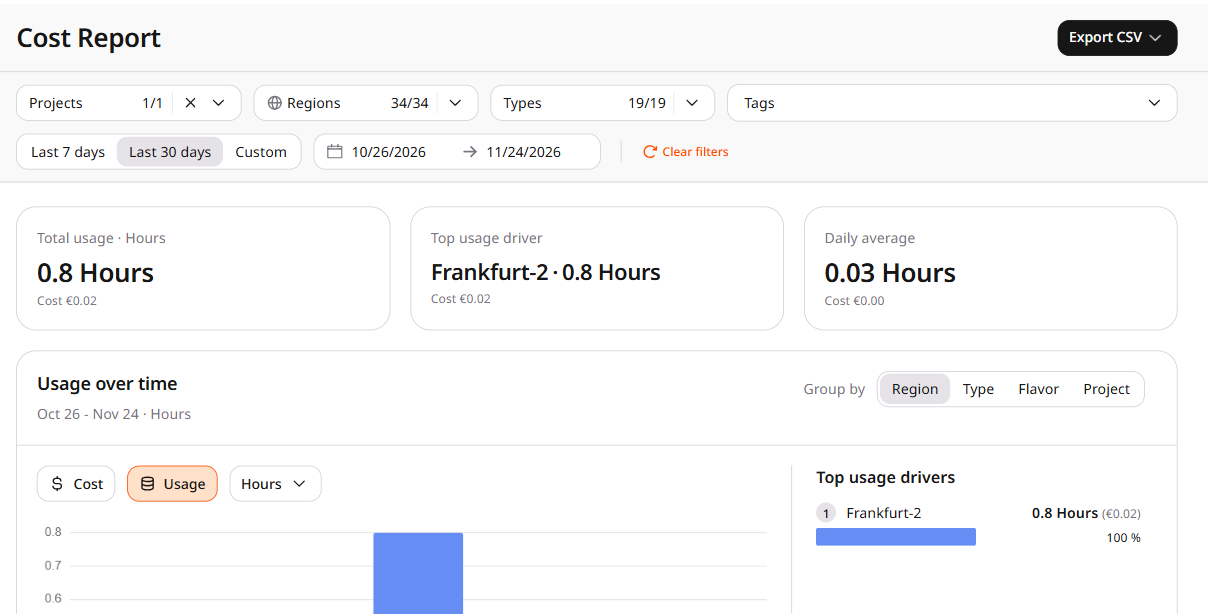 Cost Report
Export CSV
Projects 1/1
Regions 34/34
Types 19/19
Tags
Last 7 days
Last 30 days
Custom
10/26/2026 → 11/24/2026
Clear filters
Total usage · Hours
0.8 Hours
Cost €0.02
Top usage driver
Frankfurt-2 · 0.8 Hours
Cost €0.02
Daily average
0.03 Hours
Cost €0.00
Usage over time
Oct 26 - Nov 24 · Hours
Group by
Region
Type
Flavor
Project
$ Cost
Usage
Hours
0.8
0.7
0.6
Top usage drivers
1 Frankfurt-2 0.8 Hours (€0.02)
100 %